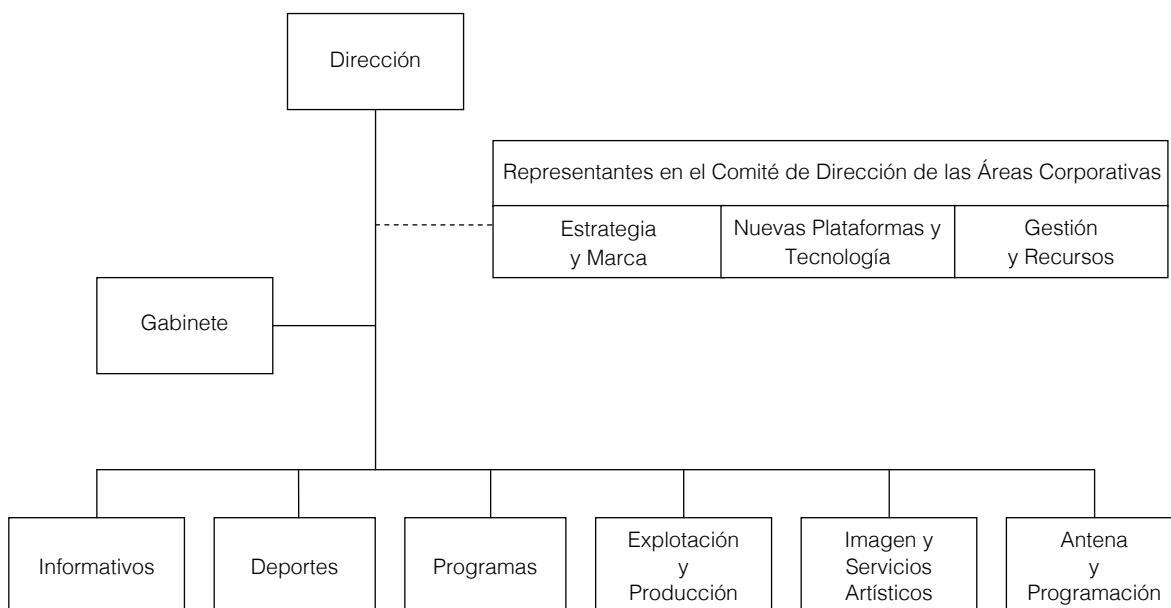 Dirección
Representantes en el Comité de Dirección de las Áreas Corporativas
Estrategia
y Marca
Nuevas Plataformas y
Tecnología
Gestión
y Recursos
Gabinete
Informativos
Deportes
Programas
Explotación
y
Producción
Imagen y
Servicios
Artísticos
Antena
y
Programación